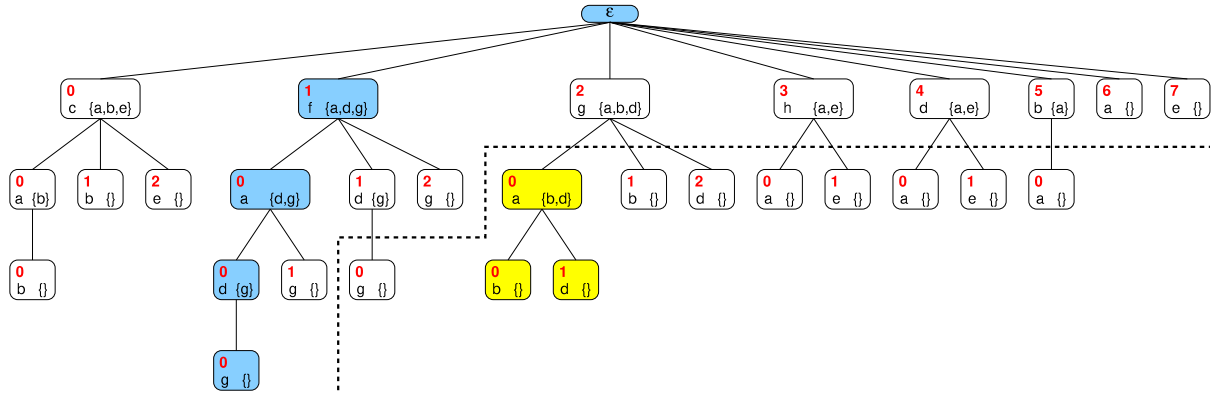 ε
0 1 2 3 4 5 6 7
c {a,b,e} f {a,d,g} g {a,b,d} h {a,e} d {a,e} b {a} a {} e {}
0 1 2 0 1 2 0 1 2 0 1 0 1 0
a {b} b {} e {} a {d,g} d {g} g {} a {b,d} b {} d {} a {} e {} a {} e {} a {}
0 0 1 0 0 1
b {} d {g} g {} g {} b {} d {}
0
g {}